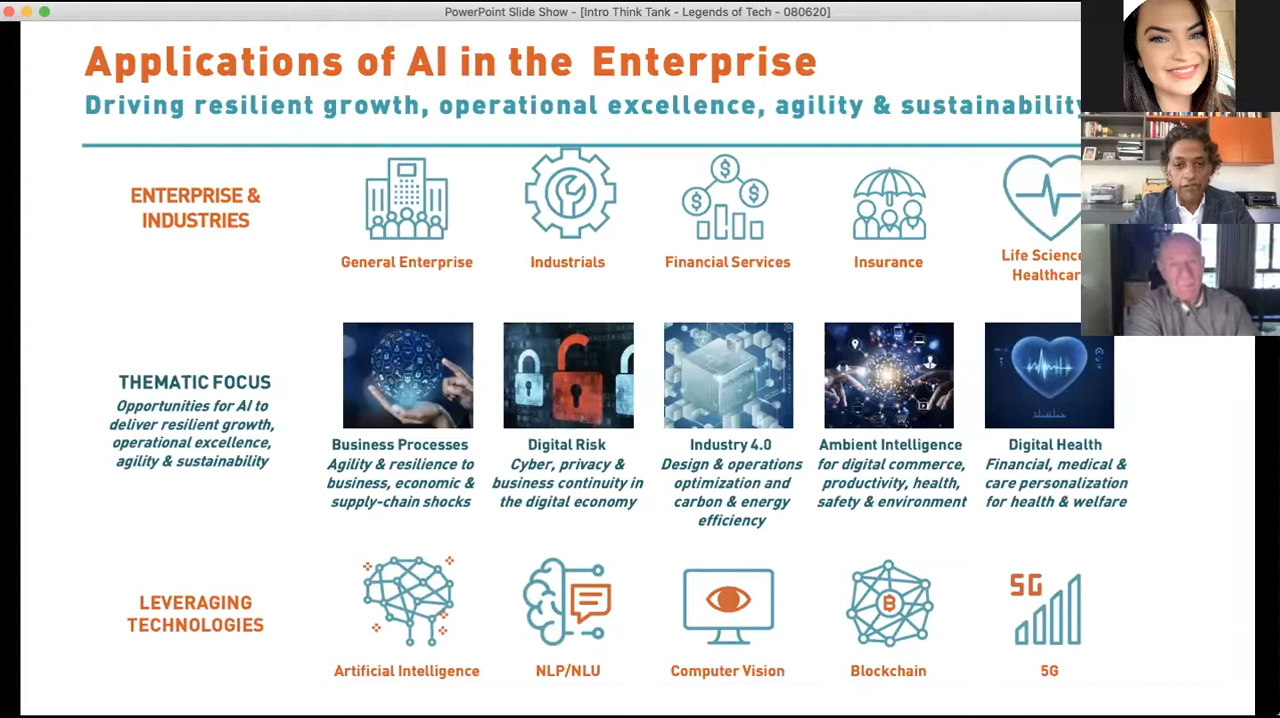 PowerPoint Slide Show - [Intro Think Tank - Legends of Tech - 080620]
Applications of AI in the Enterprise
Driving resilient growth, operational excellence, agility & sustainability
ENTERPRISE &
INDUSTRIES
General Enterprise
Industrials
Financial Services
Insurance
Life Science
Healthcar
THEMATIC FOCUS
Opportunities for AI to
deliver resilient growth,
operational excellence,
agility & sustainability
Business Processes
Agility & resilience to
business, economic &
supply-chain shocks
Digital Risk
Cyber, privacy &
business continuity in
the digital economy
Industry 4.0
Design & operations
optimization and
carbon & energy
efficiency
Ambient Intelligence
for digital commerce,
productivity, health,
safety & environment
Digital Health
Financial, medical &
care personalization
for health & welfare
LEVERAGING
TECHNOLOGIES
5G
Artificial Intelligence
NLP/NLU
Computer Vision
Blockchain
5G